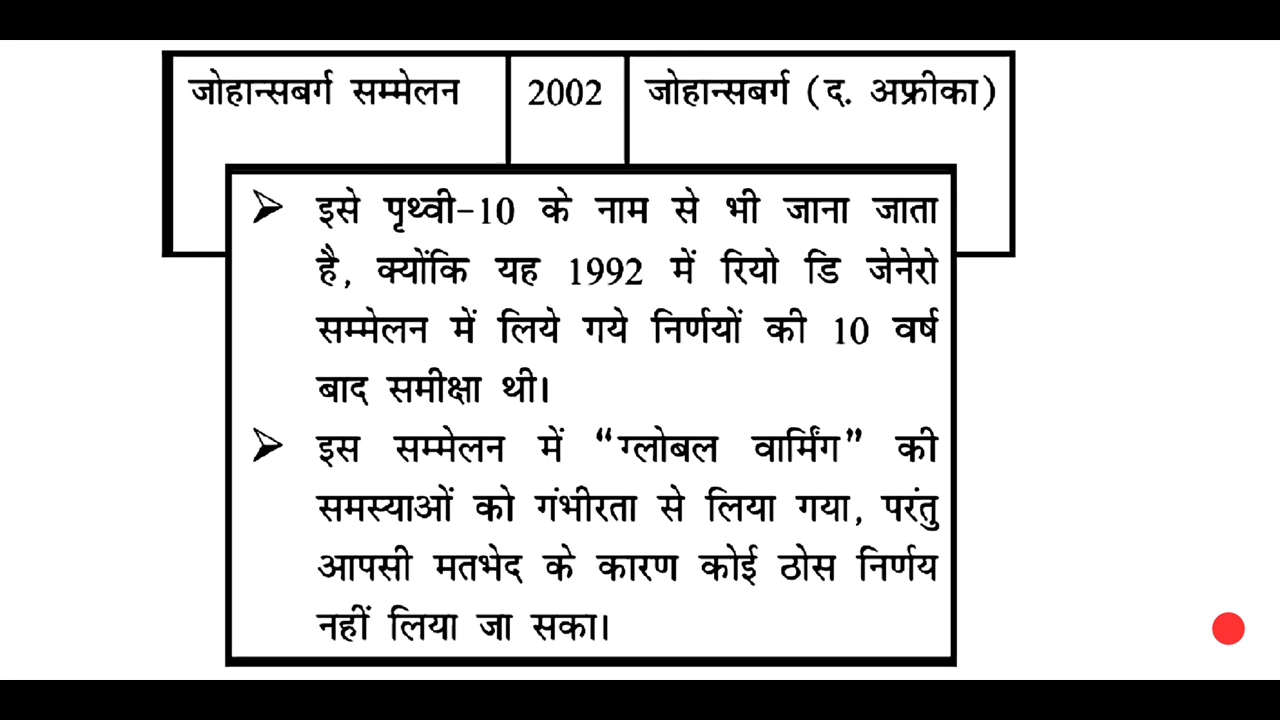 जोहान्सबर्ग सम्मेलन 2002 जोहान्सबर्ग (द. अफ्रीका)
➢ इसे पृथ्वी-10 के नाम से भी जाना जाता
है, क्योंकि यह 1992 में रियो डि जेनेरो
सम्मेलन में लिये गये निर्णयों की 10 वर्ष
बाद समीक्षा थी।
➢ इस सम्मेलन में “ग्लोबल वार्मिंग” की
समस्याओं को गंभीरता से लिया गया, परंतु
आपसी मतभेद के कारण कोई ठोस निर्णय
नहीं लिया जा सका।